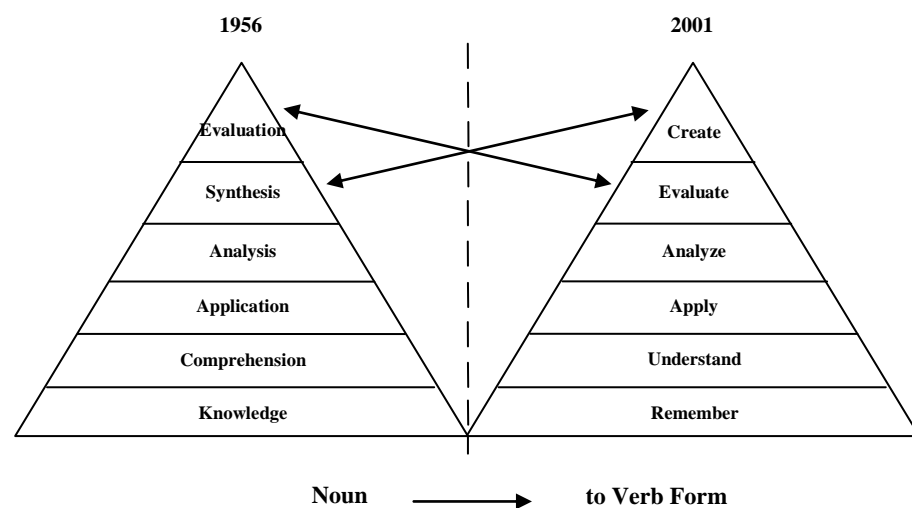 1956
2001
Evaluation
Synthesis
Analysis
Application
Comprehension
Knowledge
Create
Evaluate
Analyze
Apply
Understand
Remember
Noun to Verb Form